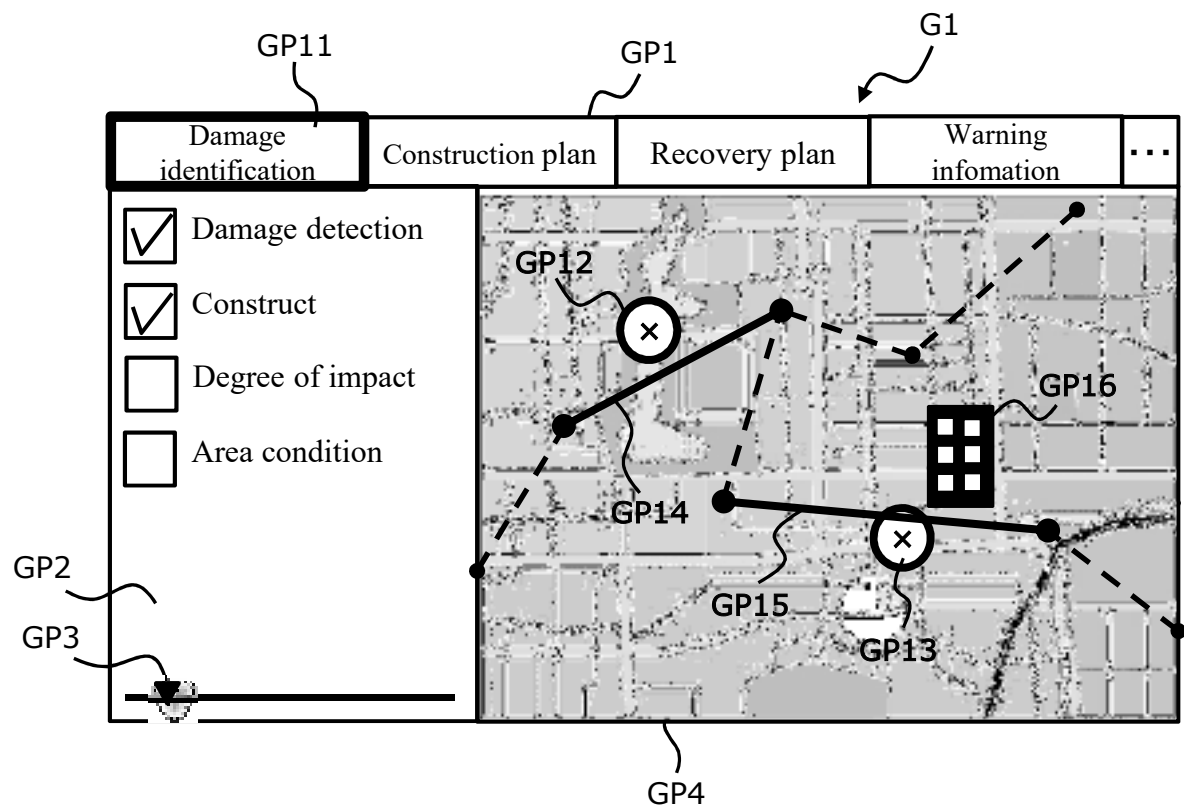 G1
GP11
GP1
Damage
identification
Construction plan
Recovery plan
Warning
infomation
...
Damage detection
Construct
Degree of impact
Area condition
GP12
GP16
GP14
GP15
GP13
GP2
GP3
GP4